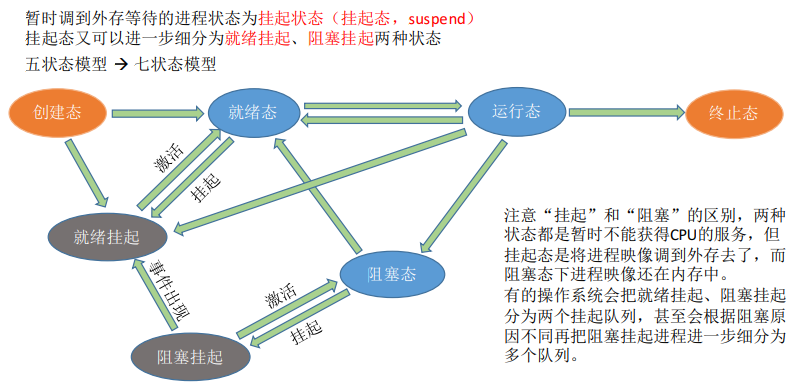 暂时调到外存等待的进程状态为挂起状态（挂起态，suspend）
挂起态又可以进一步细分为就绪挂起、阻塞挂起两种状态
五状态模型 → 七状态模型
创建态
就绪态
运行态
终止态
激活
挂起
就绪挂起
事件出现
阻塞态
激活
挂起
阻塞挂起
注意“挂起”和“阻塞”的区别，两种
状态都是暂时不能获得CPU的服务，但
挂起态是将进程映像调到外存去了，而
阻塞态下进程映像还在内存中。
有的操作系统会把就绪挂起、阻塞挂起
分为两个挂起队列，甚至会根据阻塞原
因不同再把阻塞挂起进程进一步细分为
多个队列。